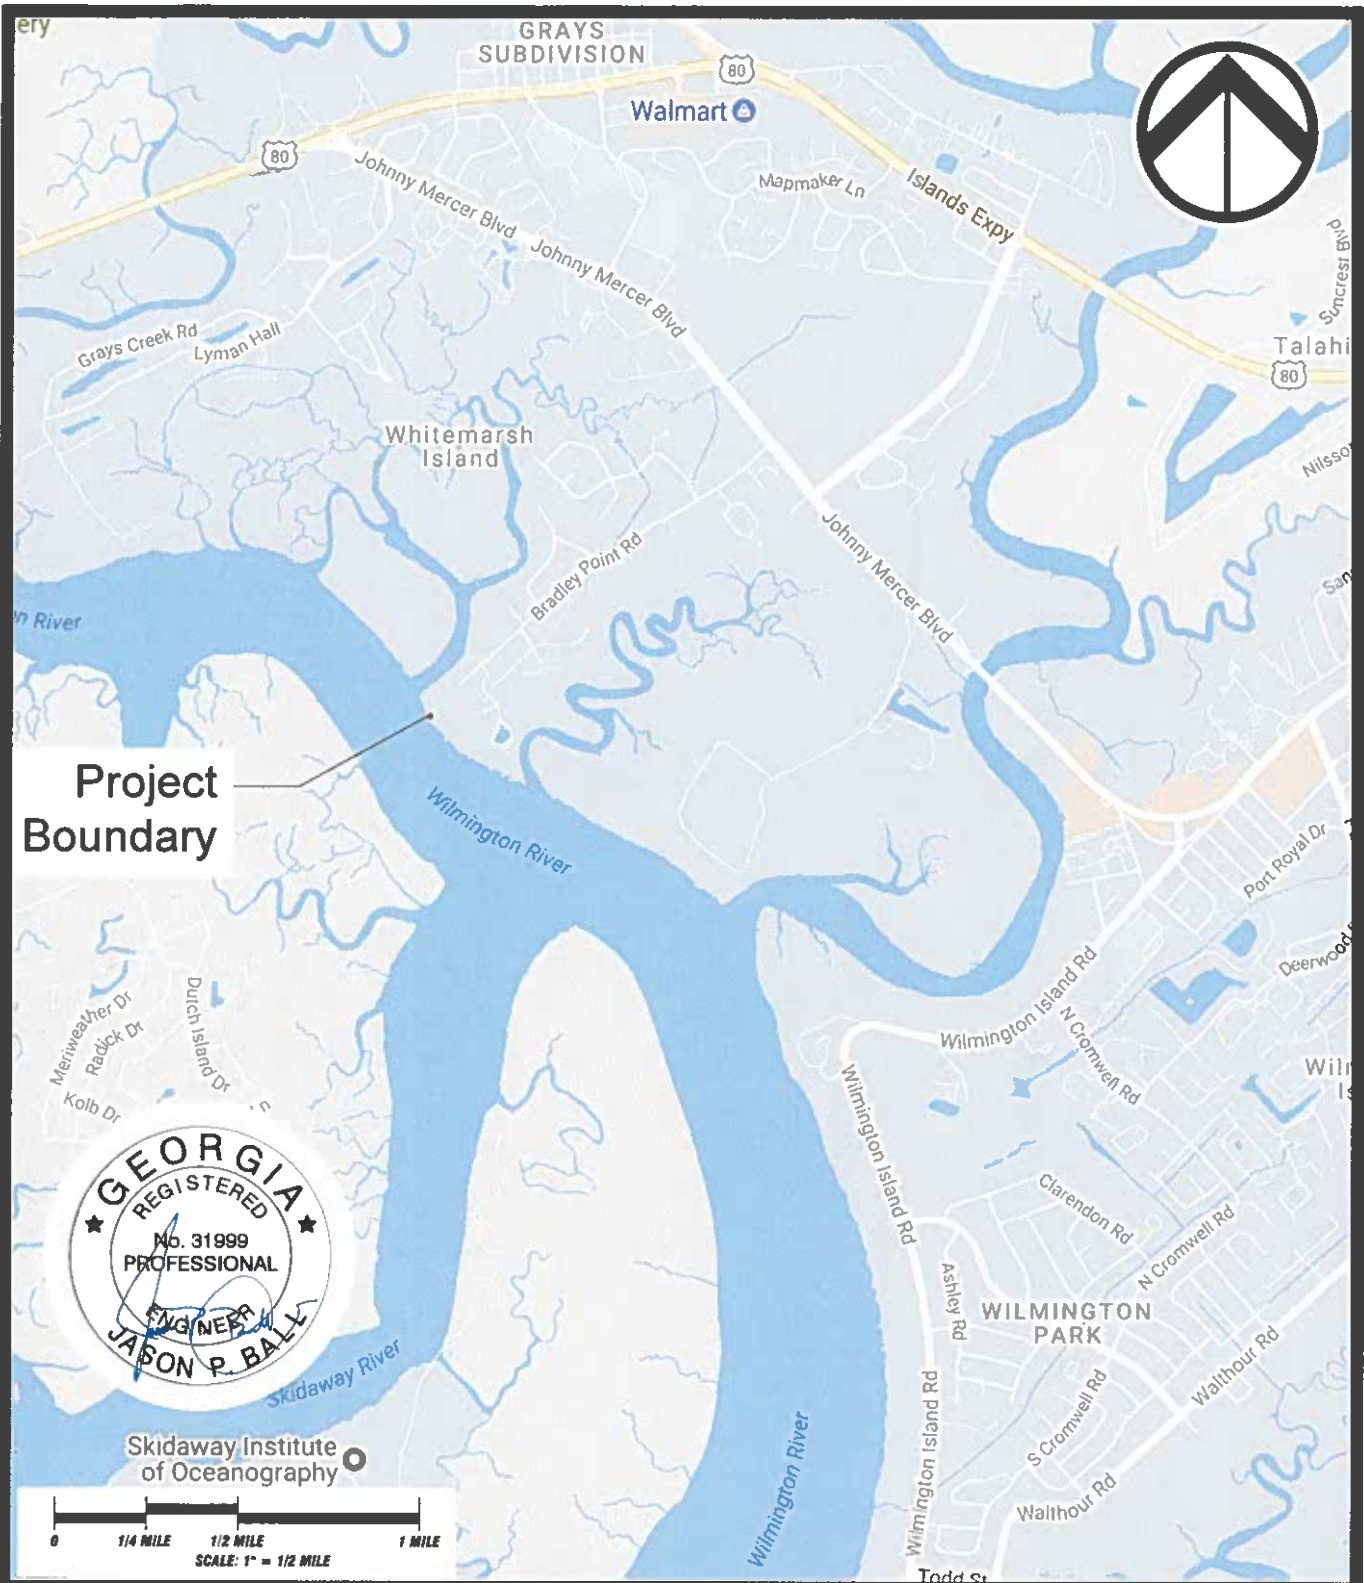 ery
GRAYS
SUBDIVISION
80
Walmart
80
Johnny Mercer Blvd
Mapmaker Ln
Islands Expy
Johnny Mercer Blvd
Suncrest Blvd
Grays Creek Rd
Lyman Hall
Talahi
80
Whitemarsh
Island
Nilsso
Johnny Mercer Blvd
Bradley Point Rd
San
n River
Project
Boundary
Wilmington River
Port Royal Dr
Deerwood
Wilmington Island Rd
N Cromwell Rd
Meriweather Dr
Radick Dr
Dutch Island Dr
Kolb Dr
Ln
Wilmington Island Rd
Clarendon Rd
N Cromwell Rd
Ashley Rd
WILMINGTON
PARK
Walthour Rd
GEORGIA
REGISTERED
No. 31999
PROFESSIONAL
ENGINEER
JASON P. BALL
Skidaway River
S Cromwell Rd
Wilmington Island Rd
Wilmington River
Skidaway Institute
of Oceanography
Walthour Rd
0 1/4 MILE 1/2 MILE 1 MILE
SCALE: 1" = 1/2 MILE
Todd St